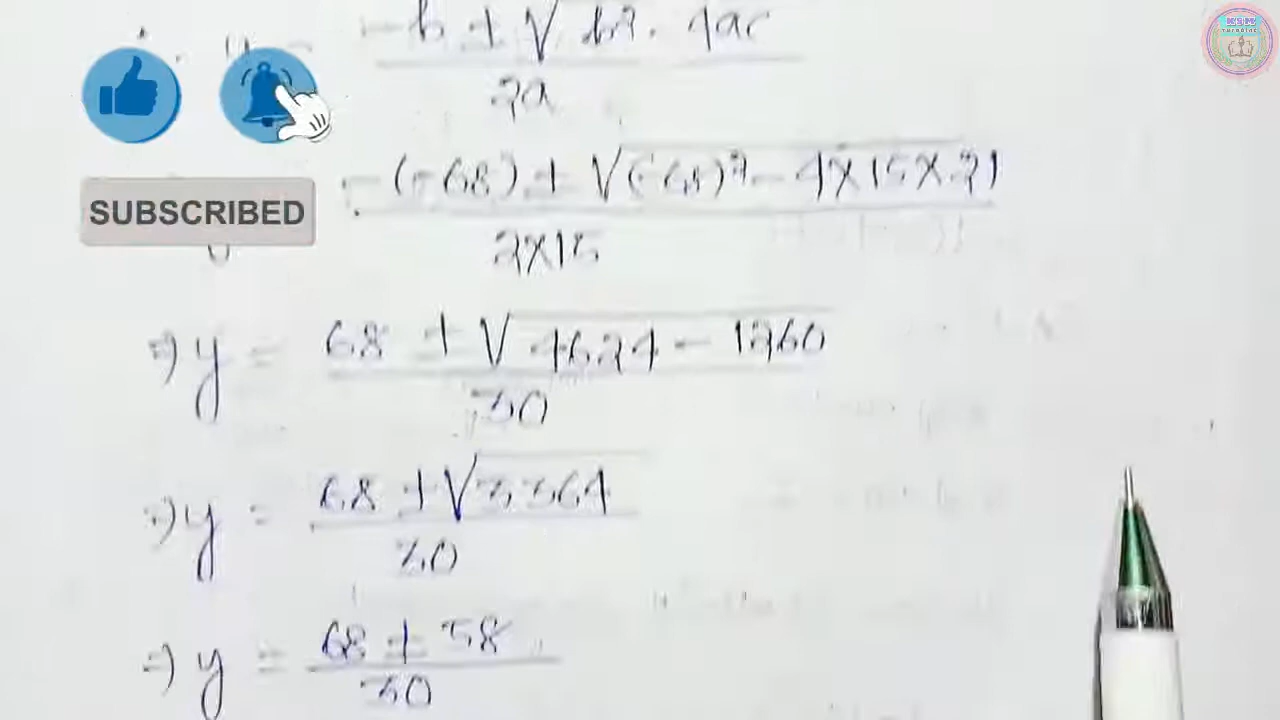 KSM
y = -b ± √b². 4ac
2a
= -(-68) ± √(-68)² - 4×15×21
2×15
SUBSCRIBED
⇒ y = 68 ± √4624 - 1260
30
⇒ y = 68 ± √3364
30
⇒ y = 68 ± 58
30